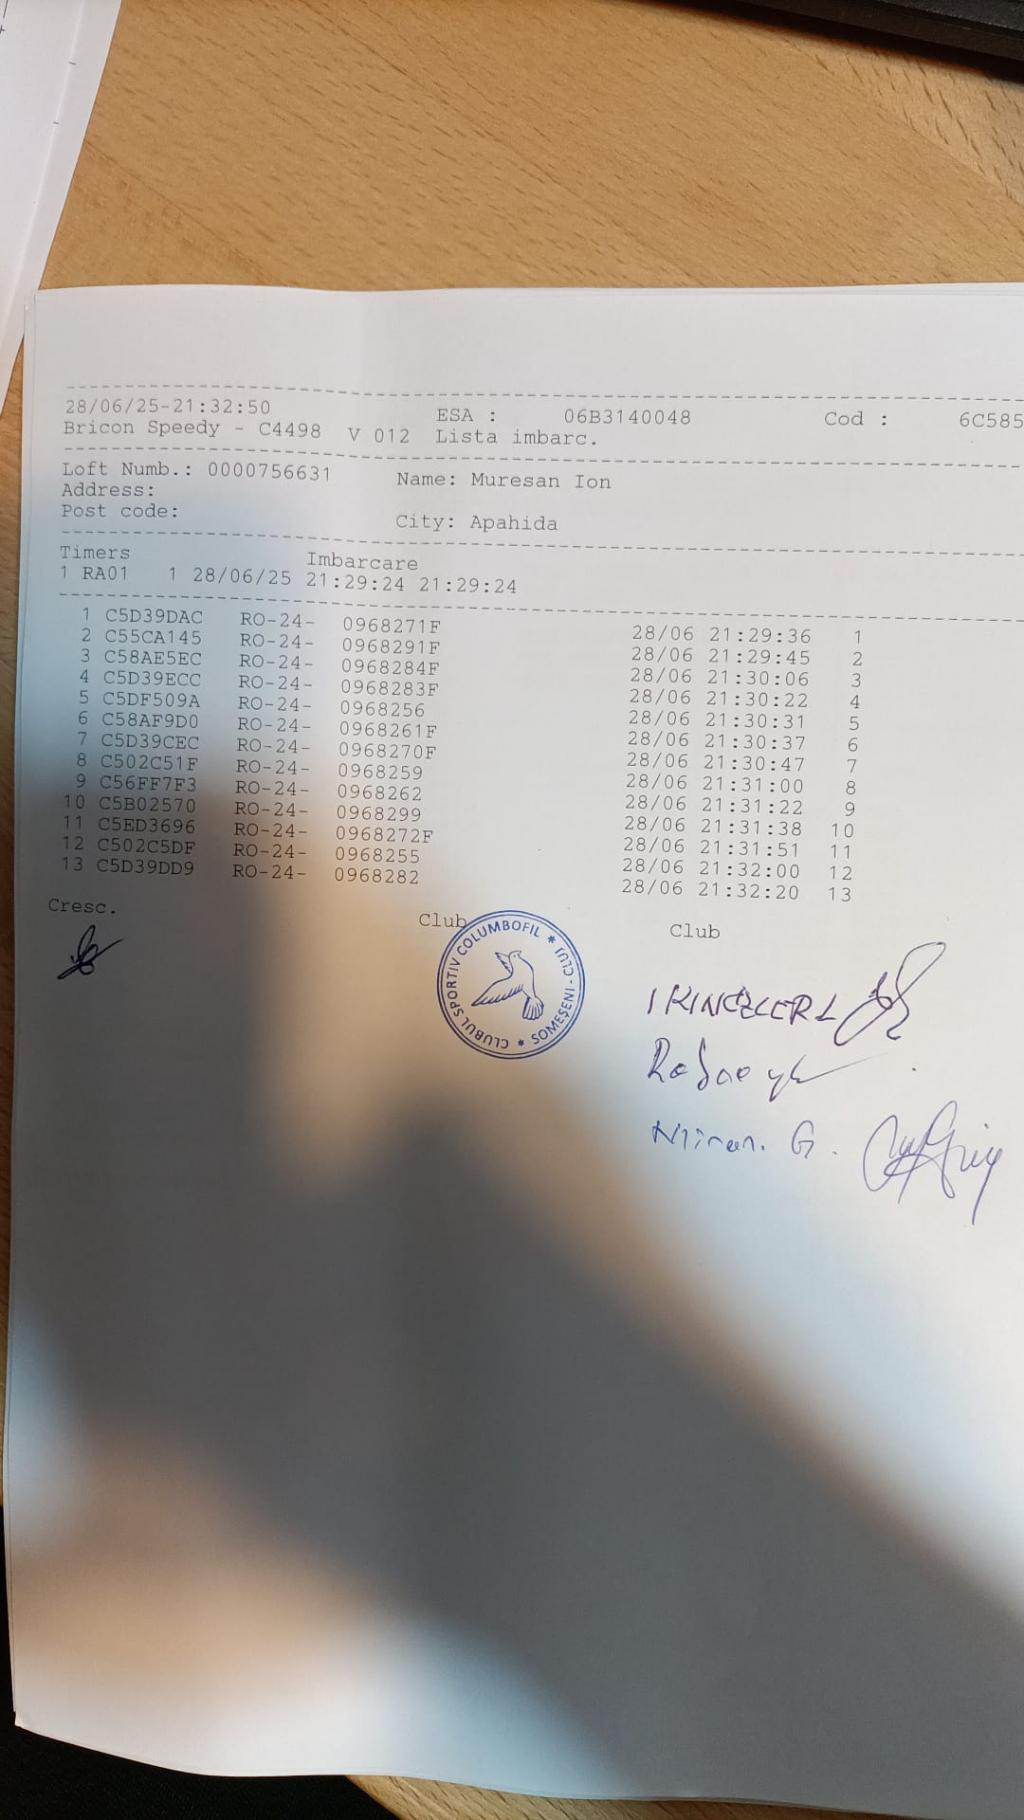 28/06/25-21:32:50 ESA : 06B3140048 Cod : 6C585
Bricon Speedy - C4498 V 012 Lista imbarc.
Loft Numb.: 0000756631 Name: Muresan Ion
Address:
Post code: City: Apahida
Timers Imbarcare
1 RA01 1 28/06/25 21:29:24 21:29:24
1 C5D39DAC RO-24- 0968271F 28/06 21:29:36 1
2 C55CA145 RO-24- 0968291F 28/06 21:29:45 2
3 C58AE5EC RO-24- 0968284F 28/06 21:30:06 3
4 C5D39ECC RO-24- 0968283F 28/06 21:30:22 4
5 C5DF509A RO-24- 0968256 28/06 21:30:31 5
6 C58AF9D0 RO-24- 0968261F 28/06 21:30:37 6
7 C5D39CEC RO-24- 0968270F 28/06 21:30:47 7
8 C502C51F RO-24- 0968259 28/06 21:31:00 8
9 C56FF7F3 RO-24- 0968262 28/06 21:31:22 9
10 C5B02570 RO-24- 0968299 28/06 21:31:38 10
11 C5ED3696 RO-24- 0968272F 28/06 21:31:51 11
12 C502C5DF RO-24- 0968255 28/06 21:32:00 12
13 C5D39DD9 RO-24- 0968282 28/06 21:32:20 13
Cresc. Club Club
CLUBUL SPORTIV COLUMBOFIL * SOMEȘENI - CLUJ *
G.